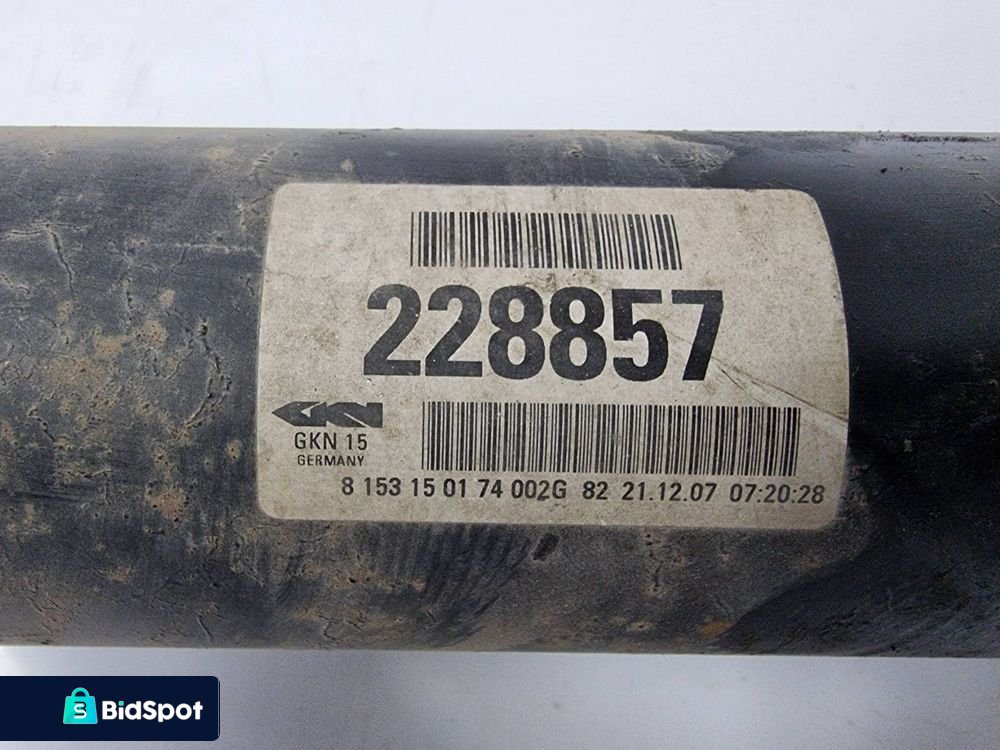 228857
GKN
GKN 15
GERMANY
8 153 15 01 74 002G 82 21.12.07 07:20:28
S
BidSpot